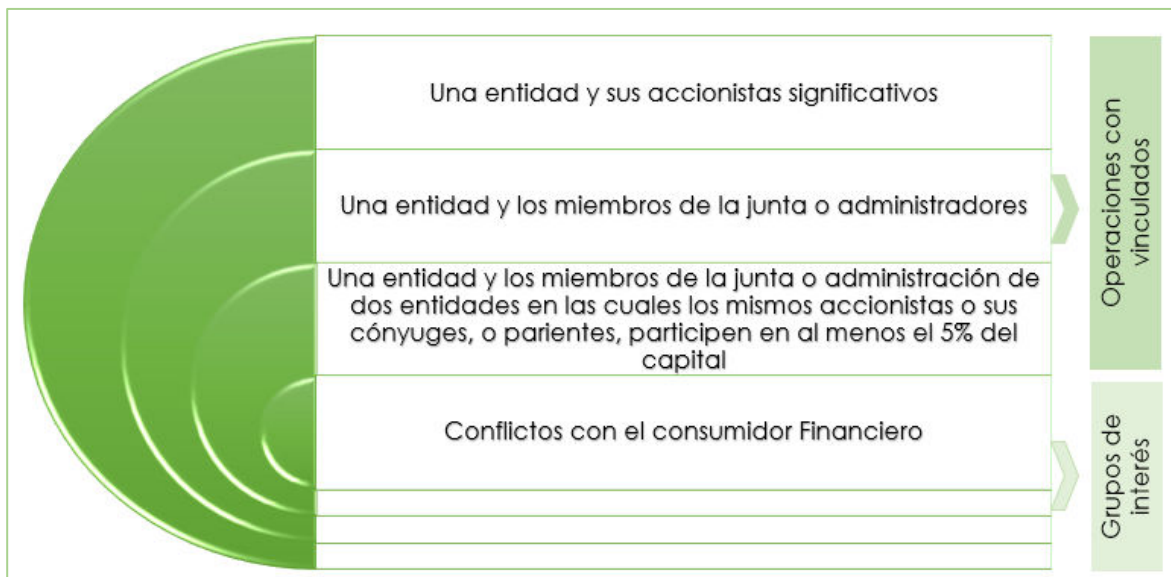 Una entidad y sus accionistas significativos
Una entidad y los miembros de la junta o administradores
Una entidad y los miembros de la junta o administración de
dos entidades en las cuales los mismos accionistas o sus
cónyuges, o parientes, participen en al menos el 5% del
capital
Conflictos con el consumidor Financiero
Operaciones con
vinculados
Grupos de
interés